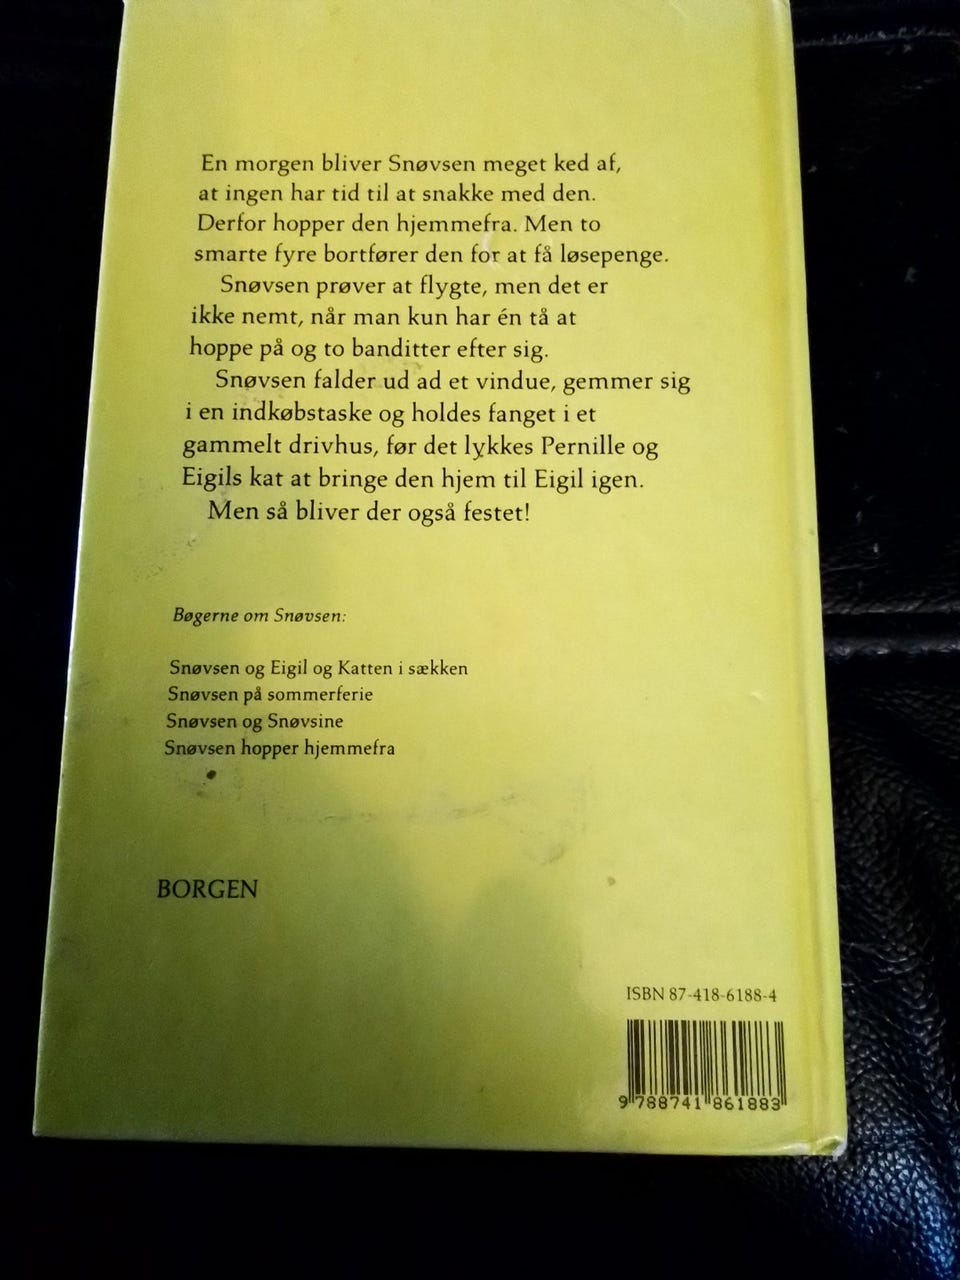 En morgen bliver Snøvsen meget ked af,
at ingen har tid til at snakke med den.
Derfor hopper den hjemmefra. Men to
smarte fyre bortfører den for at få løsepenge.
Snøvsen prøver at flygte, men det er
ikke nemt, når man kun har én tå at
hoppe på og to banditter efter sig.
Snøvsen falder ud ad et vindue, gemmer sig
i en indkøbstaske og holdes fanget i et
gammelt drivhus, før det lykkes Pernille og
Eigils kat at bringe den hjem til Eigil igen.
Men så bliver der også festet!
Bøgerne om Snøvsen:
Snøvsen og Eigil og Katten i sækken
Snøvsen på sommerferie
Snøvsen og Snøvsine
Snøvsen hopper hjemmefra
BORGEN
ISBN 87-418-6188-4
9 788741 861883